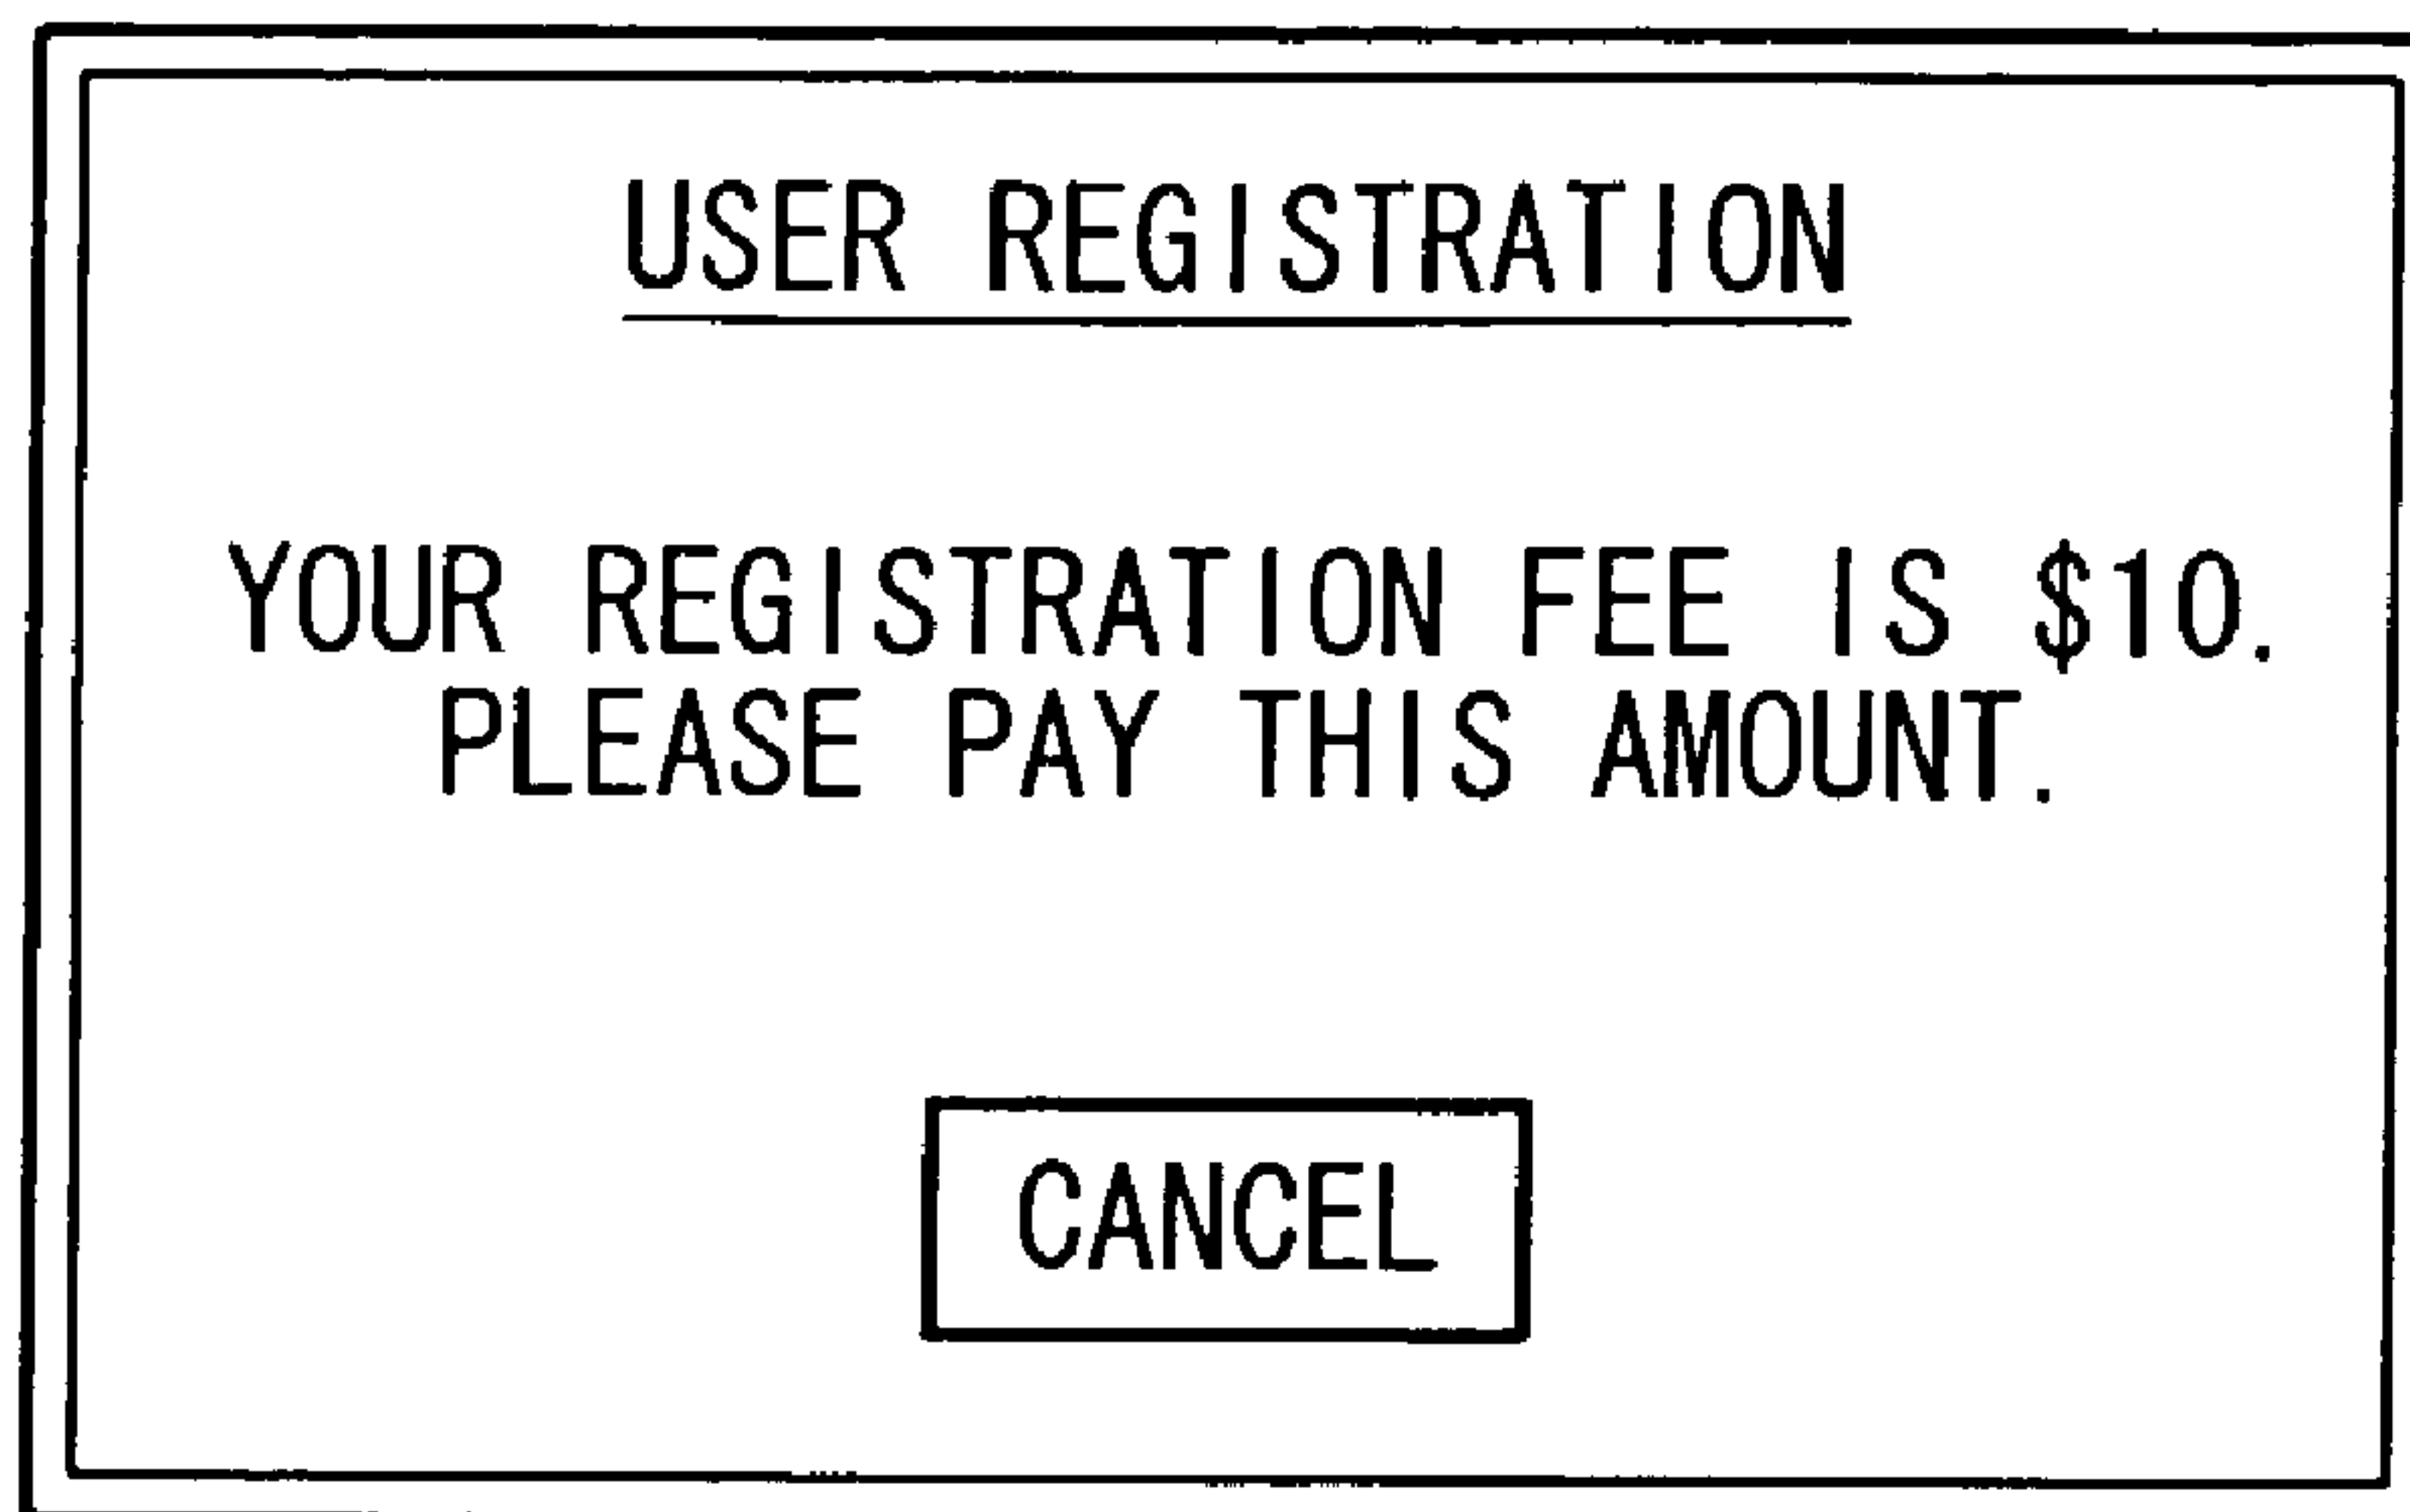 USER REGISTRATION
YOUR REGISTRATION FEE IS $10.
PLEASE PAY THIS AMOUNT.
CANCEL